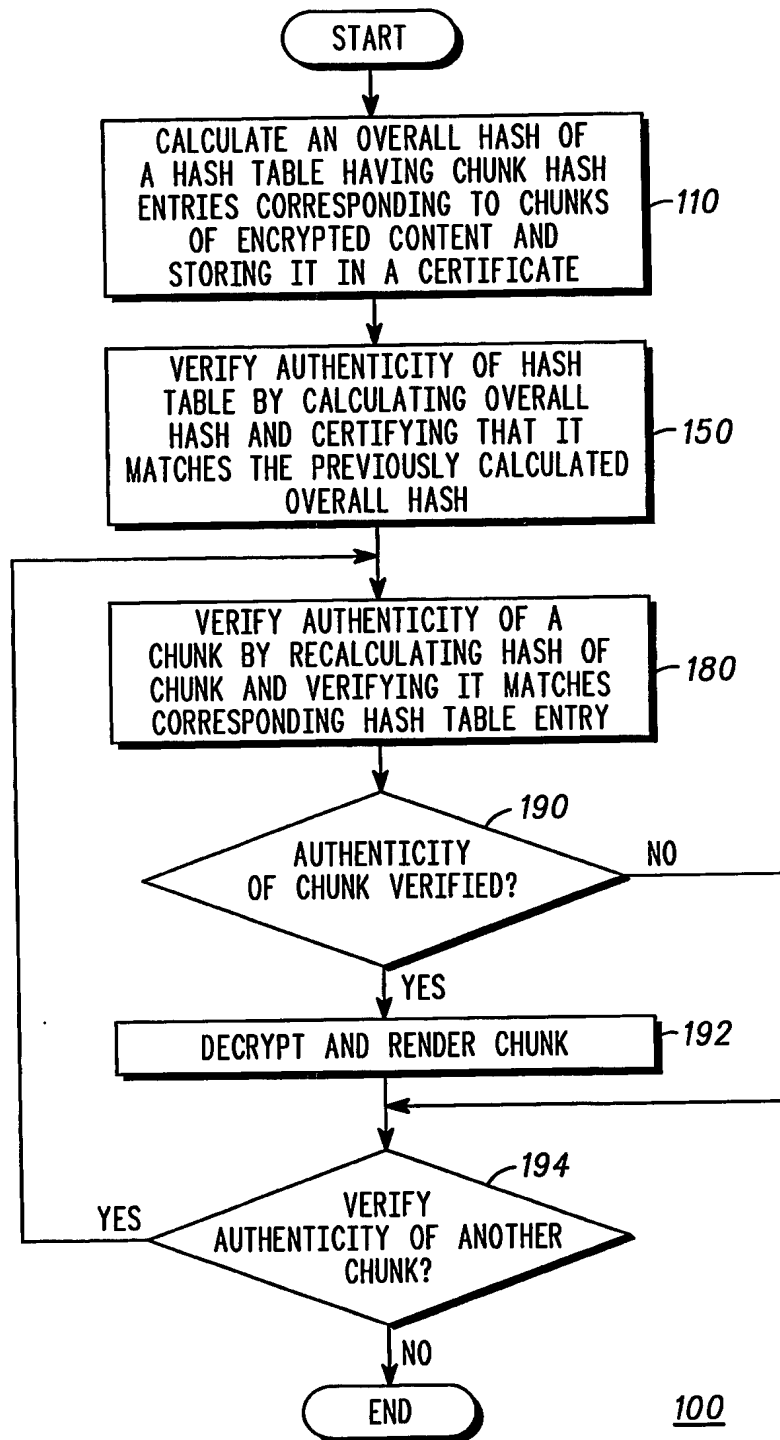 START
CALCULATE AN OVERALL HASH OF
A HASH TABLE HAVING CHUNK HASH
ENTRIES CORRESPONDING TO CHUNKS
OF ENCRYPTED CONTENT AND
STORING IT IN A CERTIFICATE
110
VERIFY AUTHENTICITY OF HASH
TABLE BY CALCULATING OVERALL
HASH AND CERTIFYING THAT IT
MATCHES THE PREVIOUSLY CALCULATED
OVERALL HASH
150
VERIFY AUTHENTICITY OF A
CHUNK BY RECALCULATING HASH OF
CHUNK AND VERIFYING IT MATCHES
CORRESPONDING HASH TABLE ENTRY
180
190
AUTHENTICITY
OF CHUNK VERIFIED?
NO
YES
DECRYPT AND RENDER CHUNK
192
194
VERIFY
AUTHENTICITY OF ANOTHER
CHUNK?
YES
NO
END
100